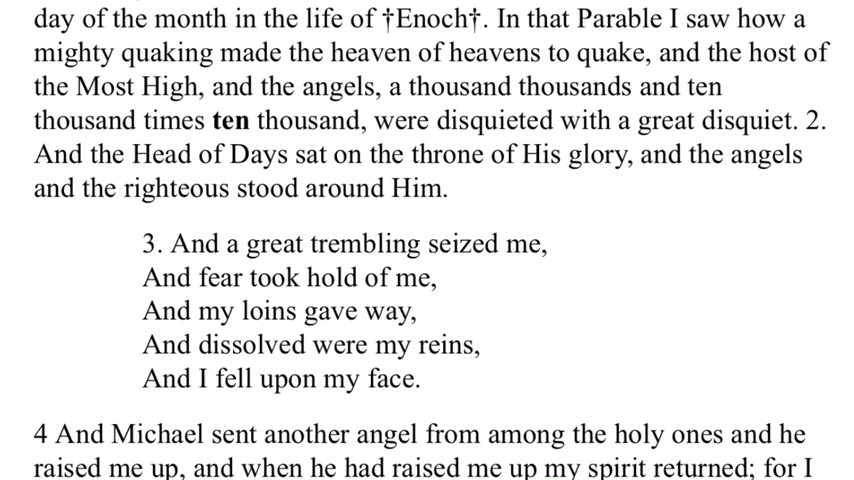 day of the month in the life of †Enoch†. In that Parable I saw how a
mighty quaking made the heaven of heavens to quake, and the host of
the Most High, and the angels, a thousand thousands and ten
thousand times ten thousand, were disquieted with a great disquiet. 2.
And the Head of Days sat on the throne of His glory, and the angels
and the righteous stood around Him.
3. And a great trembling seized me,
And fear took hold of me,
And my loins gave way,
And dissolved were my reins,
And I fell upon my face.
4 And Michael sent another angel from among the holy ones and he
raised me up, and when he had raised me up my spirit returned; for I